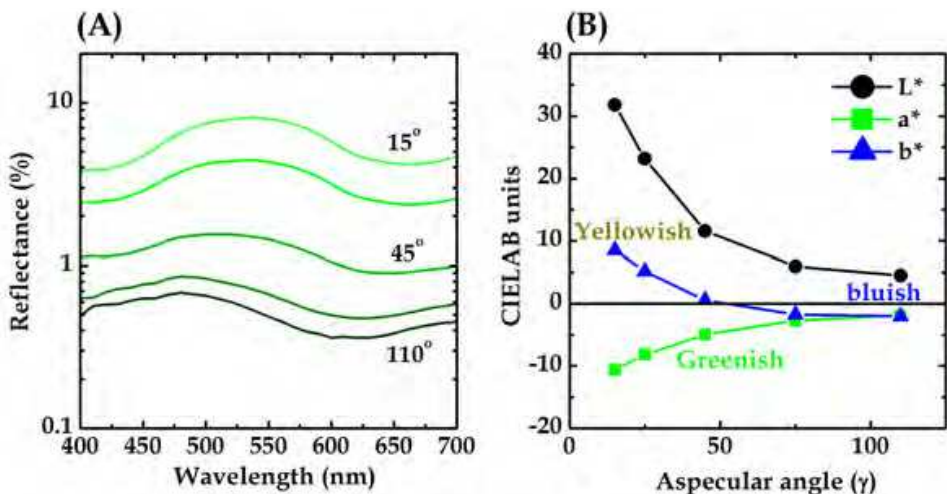 (A)
(B)
Reflectance (%)
10
1
0.1
15°
45°
110°
400 450 500 550 600 650 700
Wavelength (nm)
CIELAB units
40
30
20
10
0
-10
-20
L*
a*
b*
Yellowish
bluish
Greenish
0 50 100
Aspecular angle (γ)